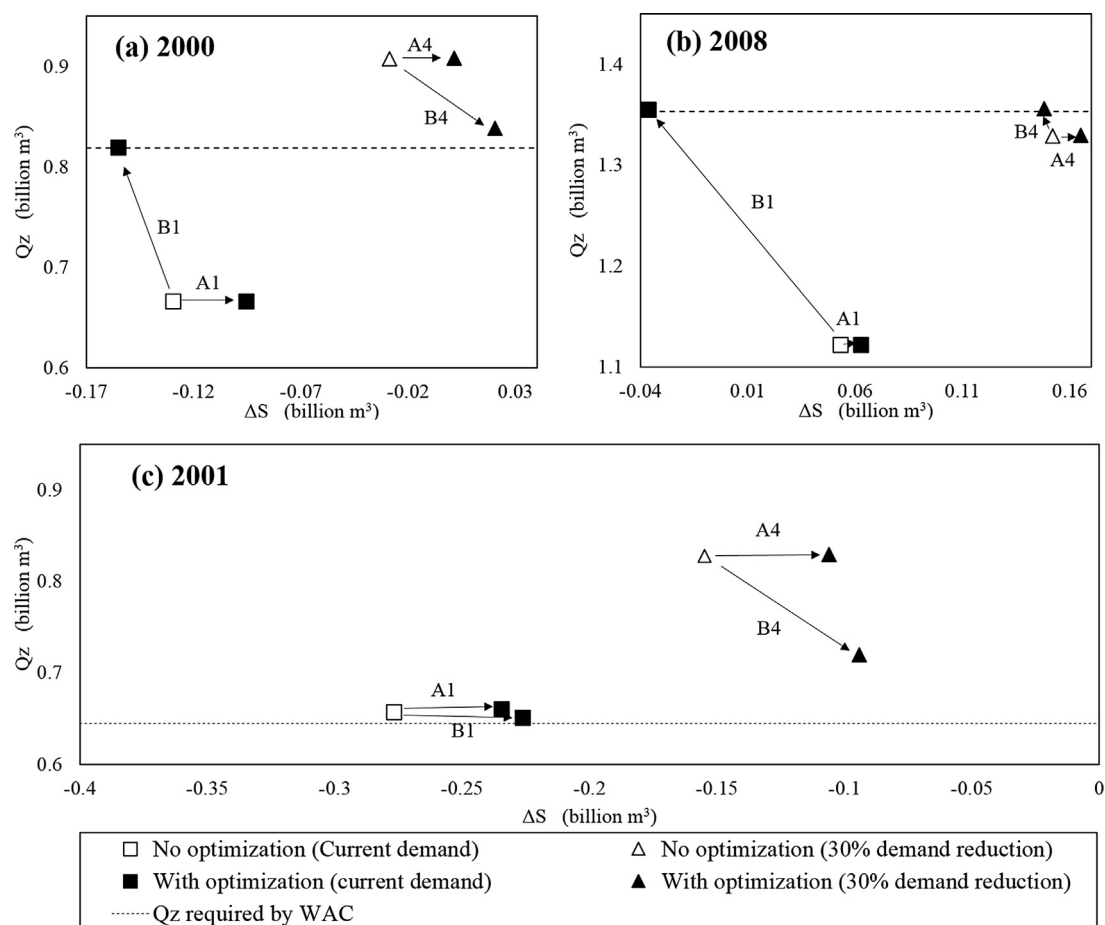 (a) 2000
A4
B4
B1
A1
0.9
0.8
0.7
0.6
Qz (billion m³)
-0.17 -0.12 -0.07 -0.02 0.03
ΔS (billion m³)
(b) 2008
B4
A4
B1
A1
1.4
1.3
1.2
1.1
Qz (billion m³)
-0.04 0.01 0.06 0.11 0.16
ΔS (billion m³)
(c) 2001
A4
B4
A1
B1
0.9
0.8
0.7
0.6
Qz (billion m³)
-0.4 -0.35 -0.3 -0.25 -0.2 -0.15 -0.1 -0.05 0
ΔS (billion m³)
No optimization (Current demand)
No optimization (30% demand reduction)
With optimization (current demand)
With optimization (30% demand reduction)
Qz required by WAC